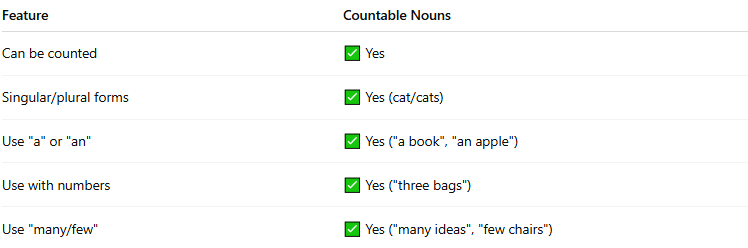 Feature Countable Nouns
Can be counted ✅ Yes
Singular/plural forms ✅ Yes (cat/cats)
Use "a" or "an" ✅ Yes ("a book", "an apple")
Use with numbers ✅ Yes ("three bags")
Use "many/few" ✅ Yes ("many ideas", "few chairs")